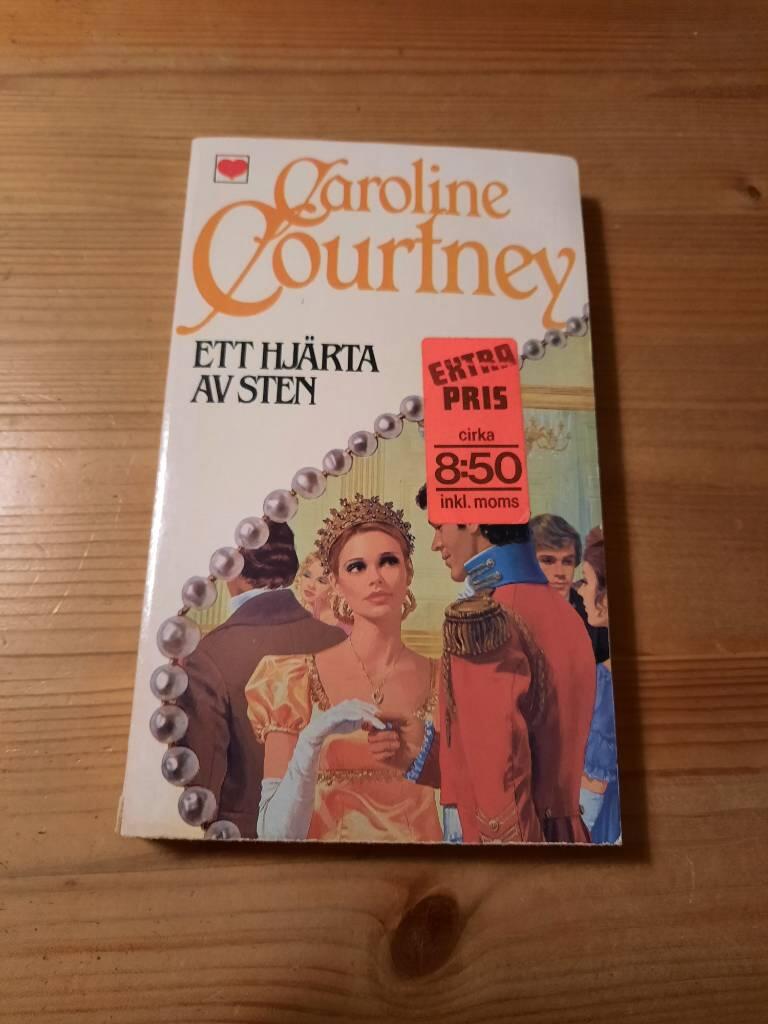 Caroline
Courtney
ETT HJÄRTA
AV STEN
EXTRA
PRIS
cirka
8:50
inkl. moms